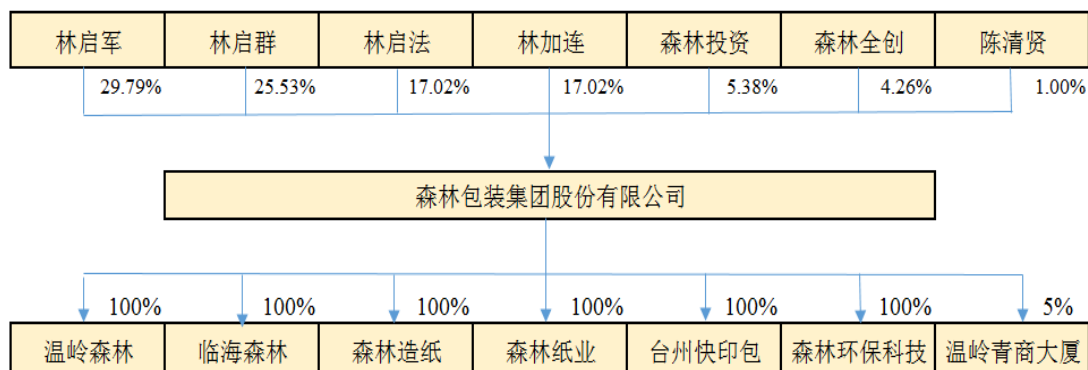 林启军 林启群 林启法 林加连 森林投资 森林全创 陈清贤
29.79% 25.53% 17.02% 17.02% 5.38% 4.26% 1.00%
森林包装集团股份有限公司
100% 100% 100% 100% 100% 100% 5%
温岭森林 临海森林 森林造纸 森林纸业 台州快印包 森林环保科技 温岭青商大厦